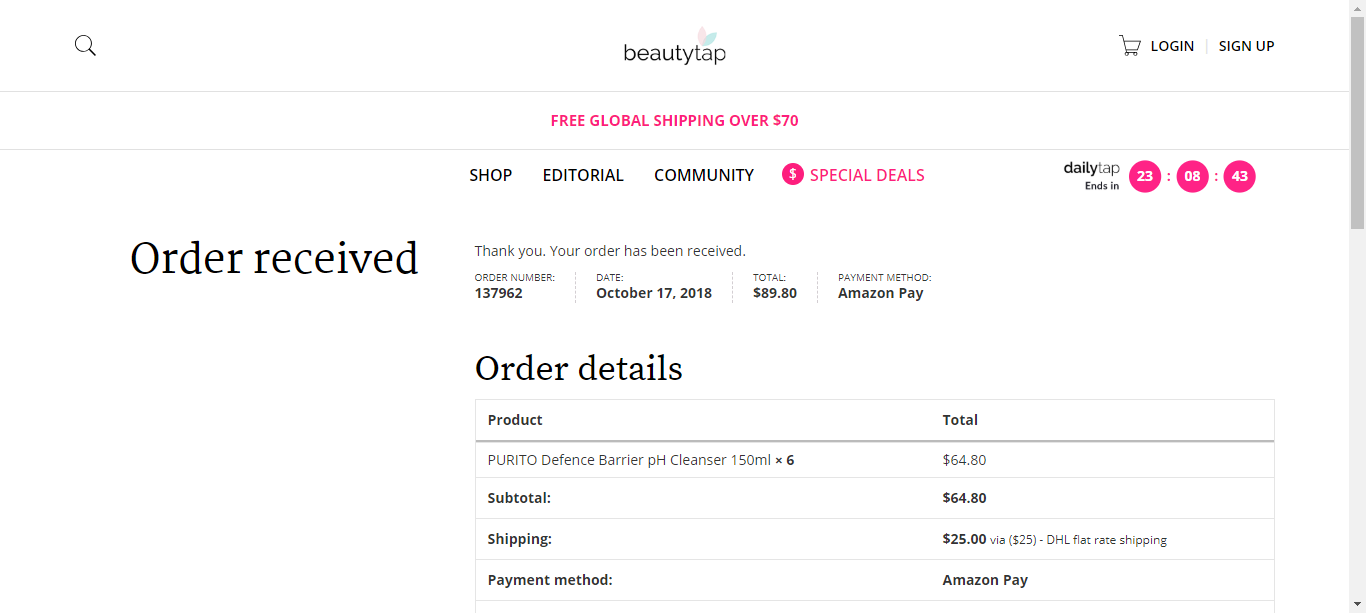 beautytap
LOGIN SIGN UP
FREE GLOBAL SHIPPING OVER $70
SHOP EDITORIAL COMMUNITY $ SPECIAL DEALS
dailytap
Ends in
23 : 08 : 43
Order received
Thank you. Your order has been received.
ORDER NUMBER: DATE: TOTAL: PAYMENT METHOD:
137962 October 17, 2018 $89.80 Amazon Pay
Order details
Product Total
PURITO Defence Barrier pH Cleanser 150ml × 6 $64.80
Subtotal: $64.80
Shipping: $25.00 via ($25) - DHL flat rate shipping
Payment method: Amazon Pay